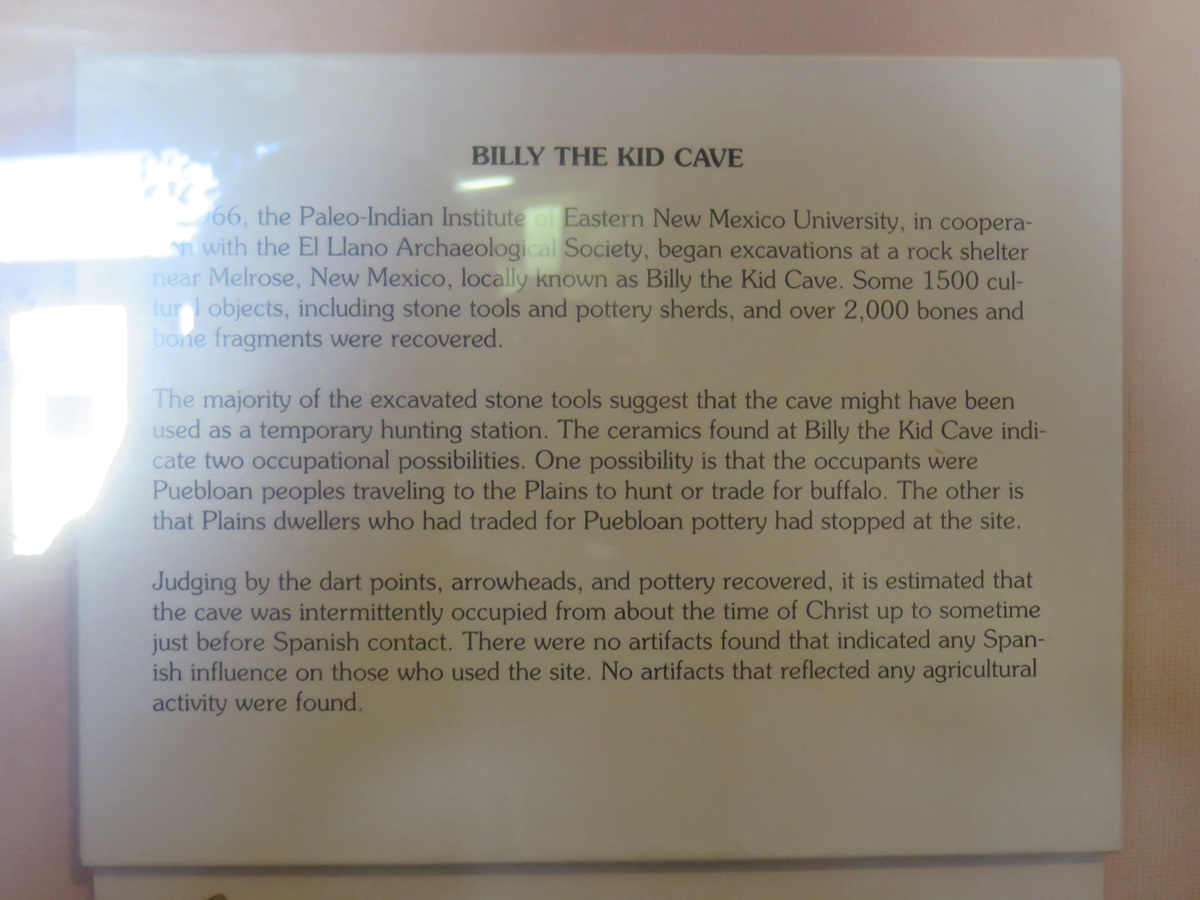 BILLY THE KID CAVE
66, the Paleo-Indian Institute of Eastern New Mexico University, in coopera-
with the El Llano Archaeological Society, began excavations at a rock shelter
near Melrose, New Mexico, locally known as Billy the Kid Cave. Some 1500 cul-
tural objects, including stone tools and pottery sherds, and over 2,000 bones and
bone fragments were recovered.
The majority of the excavated stone tools suggest that the cave might have been
used as a temporary hunting station. The ceramics found at Billy the Kid Cave indi-
cate two occupational possibilities. One possibility is that the occupants were
Puebloan peoples traveling to the Plains to hunt or trade for buffalo. The other is
that Plains dwellers who had traded for Puebloan pottery had stopped at the site.
Judging by the dart points, arrowheads, and pottery recovered, it is estimated that
the cave was intermittently occupied from about the time of Christ up to sometime
just before Spanish contact. There were no artifacts found that indicated any Span-
ish influence on those who used the site. No artifacts that reflected any agricultural
activity were found.